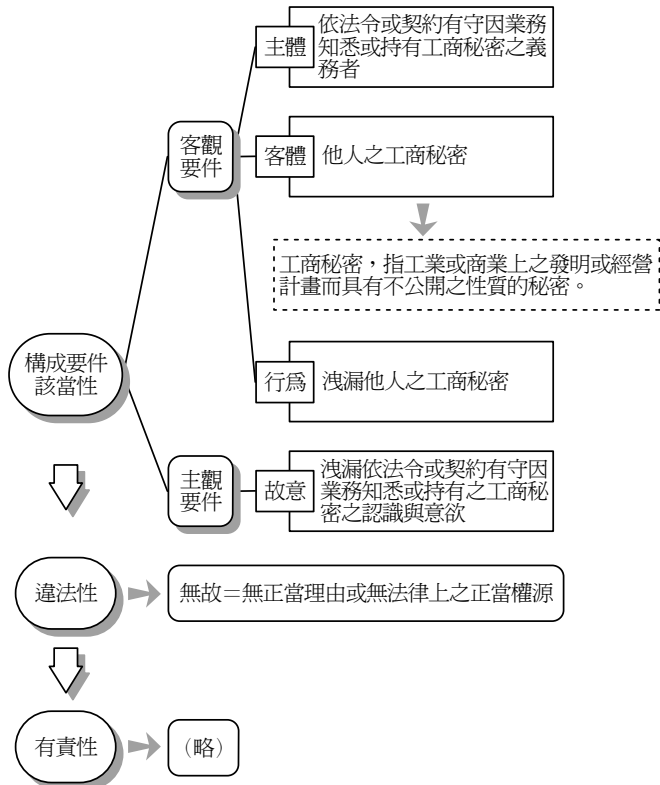 主體
依法令或契約有守因業務
知悉或持有工商秘密之義
務者
客觀
要件
客體
他人之工商秘密
工商秘密，指工業或商業上之發明或經營
計畫而具有不公開之性質的秘密。
構成要件
該當性
行為
洩漏他人之工商秘密
主觀
要件
故意
洩漏依法令或契約有守因
業務知悉或持有之工商秘
密之認識與意欲
違法性
無故＝無正當理由或無法律上之正當權源
有責性
（略）